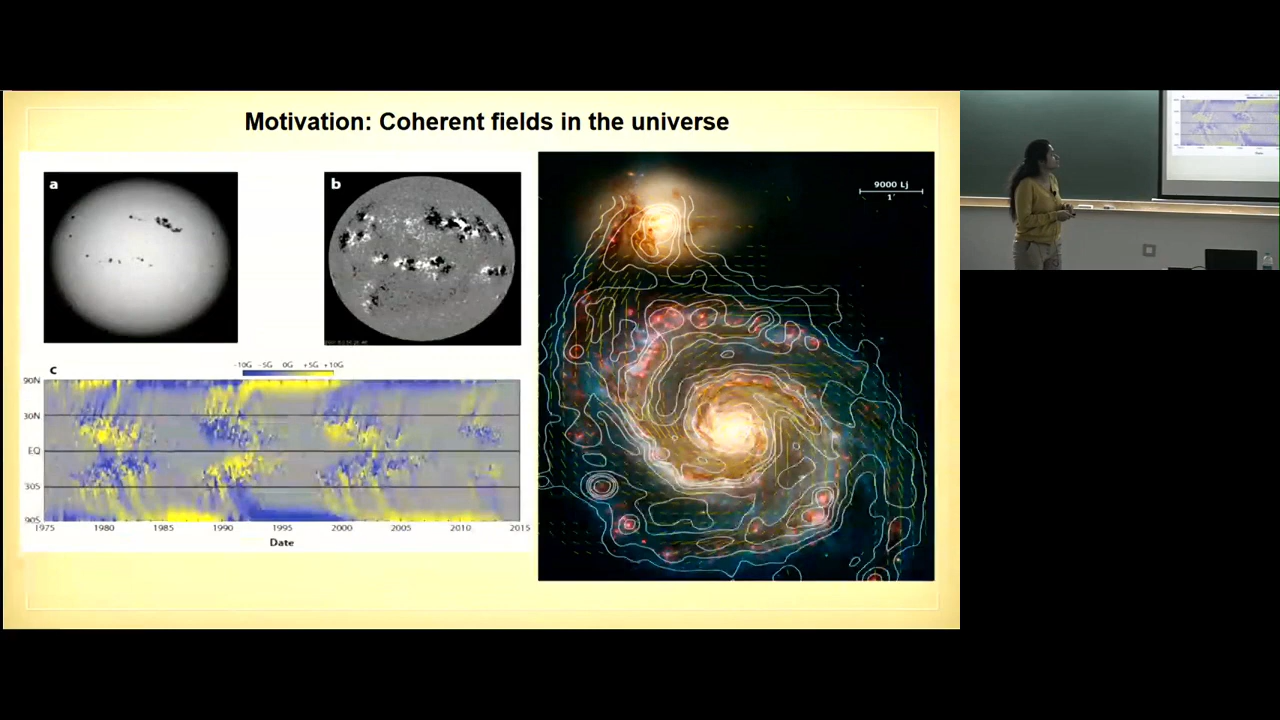 Motivation: Coherent fields in the universe
a
b
9000 Lj
1'
c
-10G -5G 0G +5G +10G
90N
30N
EQ
30S
90S
1975 1980 1985 1990 1995 2000 2005 2010 2015
Date